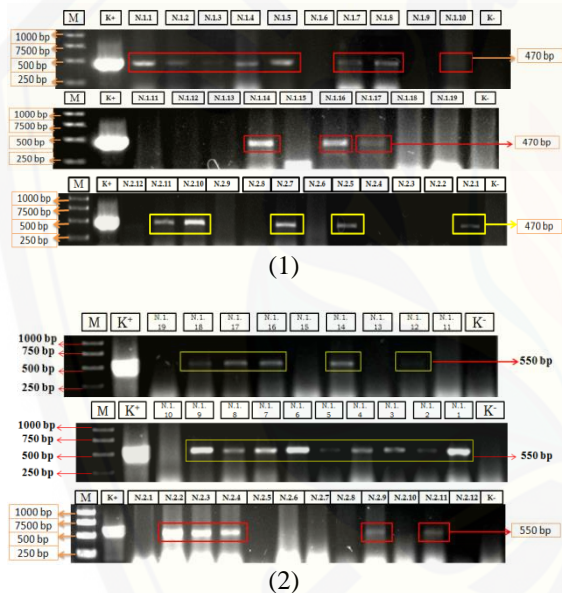 M K+ N.1.1 N.1.2 N.1.3 N.1.4 N.1.5 N.1.6 N.1.7 N.1.8 N.1.9 N.1.10 K-
1000 bp
7500 bp
500 bp
250 bp
470 bp
M K+ N.1.11 N.1.12 N.1.13 N.1.14 N.1.15 N.1.16 N.1.17 N.1.18 N.1.19 K-
1000 bp
7500 bp
500 bp
250 bp
470 bp
M K+ N.2.12 N.2.11 N.2.10 N.2.9 N.2.8 N.2.7 N.2.6 N.2.5 N.2.4 N.2.3 N.2.2 N.2.1 K-
1000 bp
7500 bp
500 bp
250 bp
470 bp
(1)
M K+ N.1. 19 N.1. 18 N.1. 17 N.1. 16 N.1. 15 N.1. 14 N.1. 13 N.1. 12 N.1. 11 K-
1000 bp
750 bp
500 bp
250 bp
550 bp
M K+ N.1. 10 N.1. 9 N.1. 8 N.1. 7 N.1. 6 N.1. 5 N.1. 4 N.1. 3 N.1. 2 N.1. 1 K-
1000 bp
750 bp
500 bp
250 bp
550 bp
M K+ N.2.1 N.2.2 N.2.3 N.2.4 N.2.5 N.2.6 N.2.7 N.2.8 N.2.9 N.2.10 N.2.11 N.2.12 K-
1000 bp
7500 bp
500 bp
250 bp
550 bp
(2)